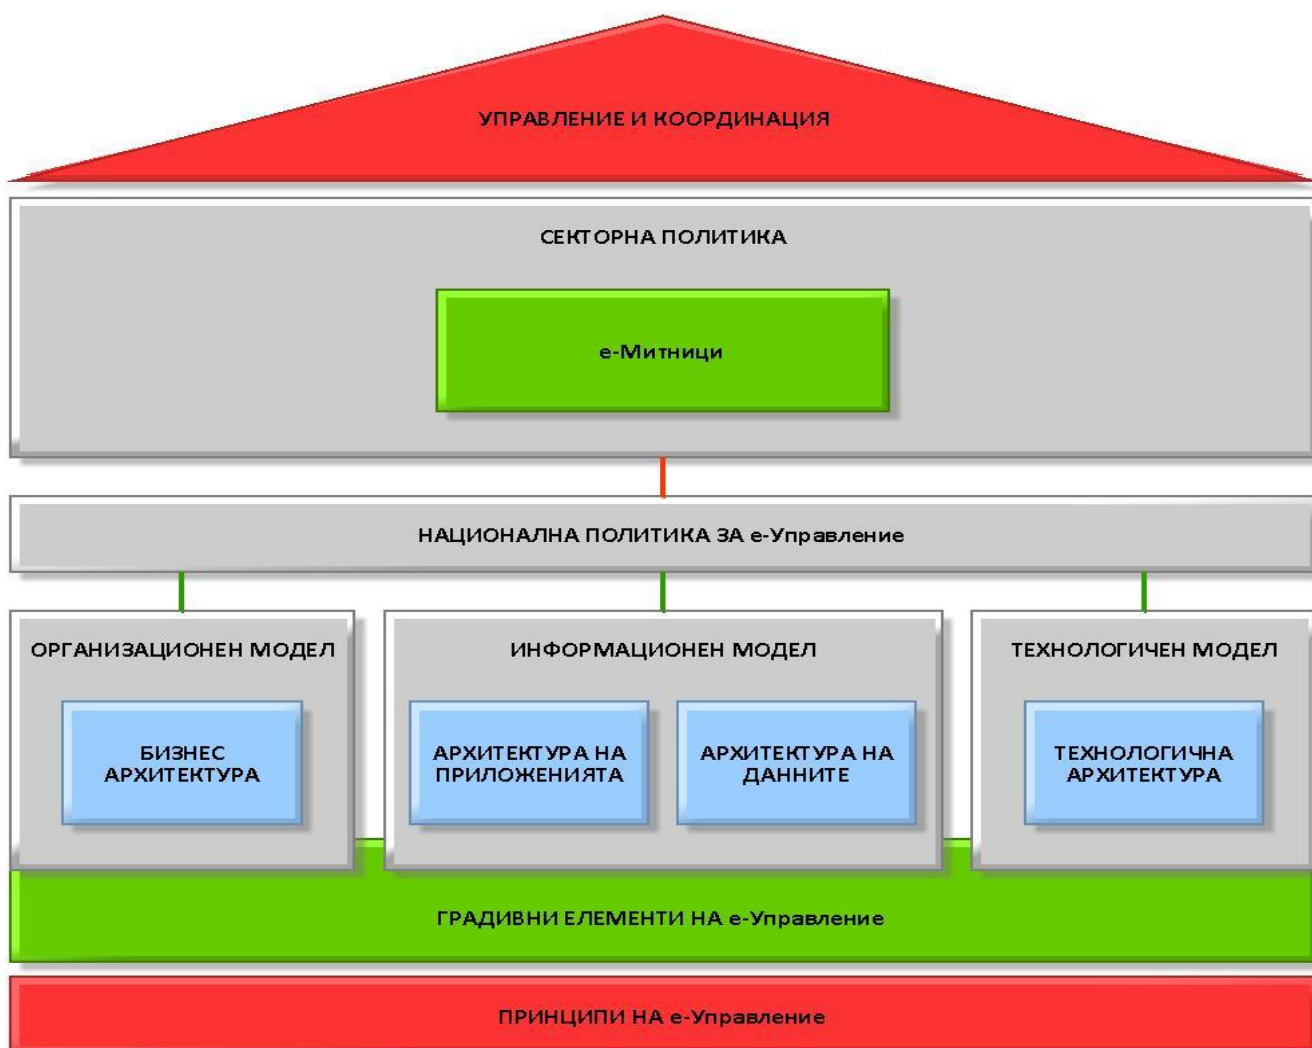 УПРАВЛЕНИЕ И КООРДИНАЦИЯ
СЕКТОРНА ПОЛИТИКА
е-Митници
НАЦИОНАЛНА ПОЛИТИКА ЗА е-Управление
ОРГАНИЗАЦИОНЕН МОДЕЛ
БИЗНЕС
АРХИТЕКТУРА
ИНФОРМАЦИОНЕН МОДЕЛ
АРХИТЕКТУРА НА
ПРИЛОЖЕНИЯТА
АРХИТЕКТУРА НА
ДАННИТЕ
ТЕХНОЛОГИЧЕН МОДЕЛ
ТЕХНОЛОГИЧНА
АРХИТЕКТУРА
ГРАДИВНИ ЕЛЕМЕНТИ НА е-Управление
ПРИНЦИПИ НА е-Управление